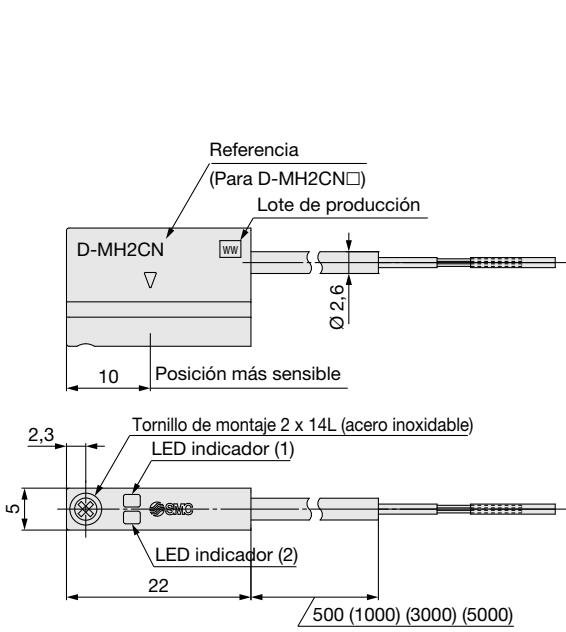 Referencia
(Para D-MH2CN□)
Lote de producción
D-MH2CN
WW
Ø 2,6
10
Posición más sensible
Tornillo de montaje 2 x 14L (acero inoxidable)
2,3
LED indicador (1)
5
SMC
LED indicador (2)
22
500 (1000) (3000) (5000)